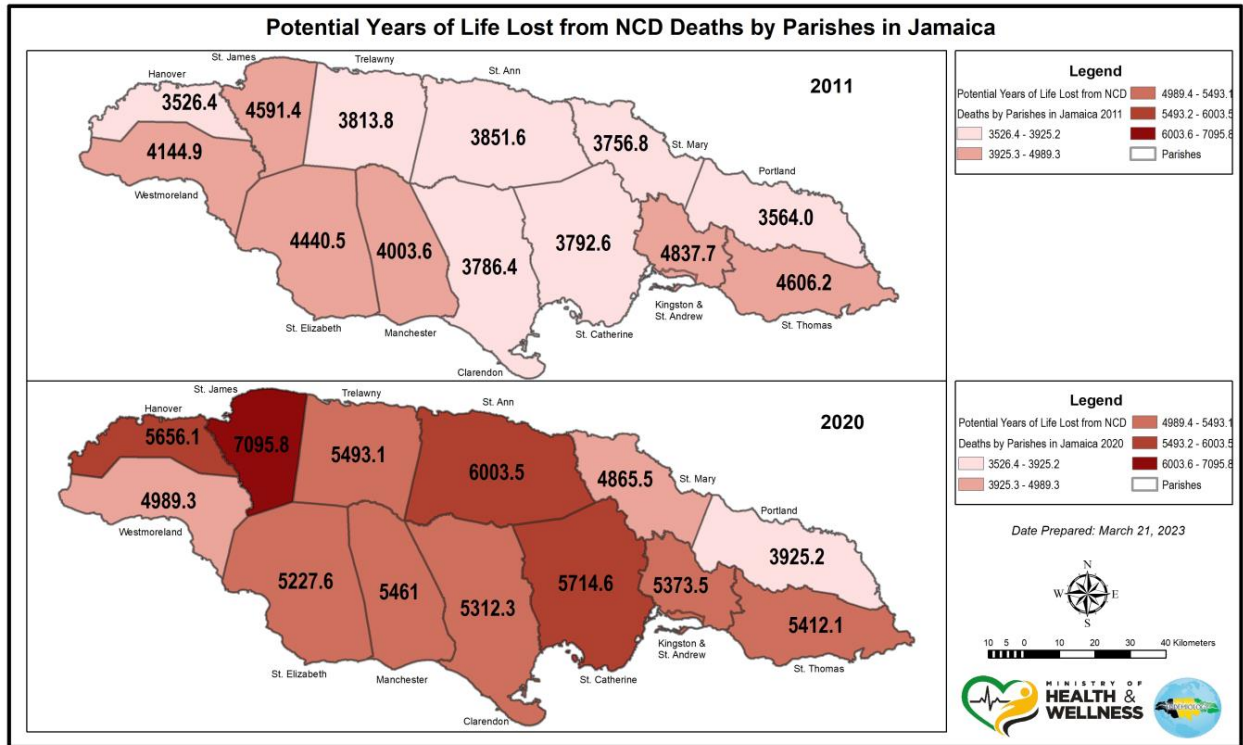 Potential Years of Life Lost from NCD Deaths by Parishes in Jamaica
2011
St. James
Trelawny
St. Ann
Hanover
3526.4
4591.4
3813.8
3851.6
3756.8
St. Mary
4144.9
Portland
Westmoreland
3564.0
4440.5
4003.6
3786.4
3792.6
4837.7
4606.2
Kingston &
St. Andrew
St. Elizabeth
Manchester
St. Catherine
St. Thomas
Clarendon
Legend
Potential Years of Life Lost from NCD
Deaths by Parishes in Jamaica 2011
3526.4 - 3925.2
3925.3 - 4989.3
4989.4 - 5493.1
5493.2 - 6003.5
6003.6 - 7095.8
Parishes
2020
St. James
Trelawny
St. Ann
Hanover
5656.1
7095.8
5493.1
6003.5
4865.5
St. Mary
4989.3
Portland
Westmoreland
3925.2
5227.6
5461
5312.3
5714.6
5373.5
5412.1
Kingston &
St. Andrew
St. Elizabeth
Manchester
St. Catherine
St. Thomas
Clarendon
Legend
Potential Years of Life Lost from NCD
Deaths by Parishes in Jamaica 2020
3526.4 - 3925.2
3925.3 - 4989.3
4989.4 - 5493.1
5493.2 - 6003.5
6003.6 - 7095.8
Parishes
Date Prepared: March 21, 2023
N
W E
S
10 5 0 10 20 30 40 Kilometers
MINISTRY OF
HEALTH &
WELLNESS